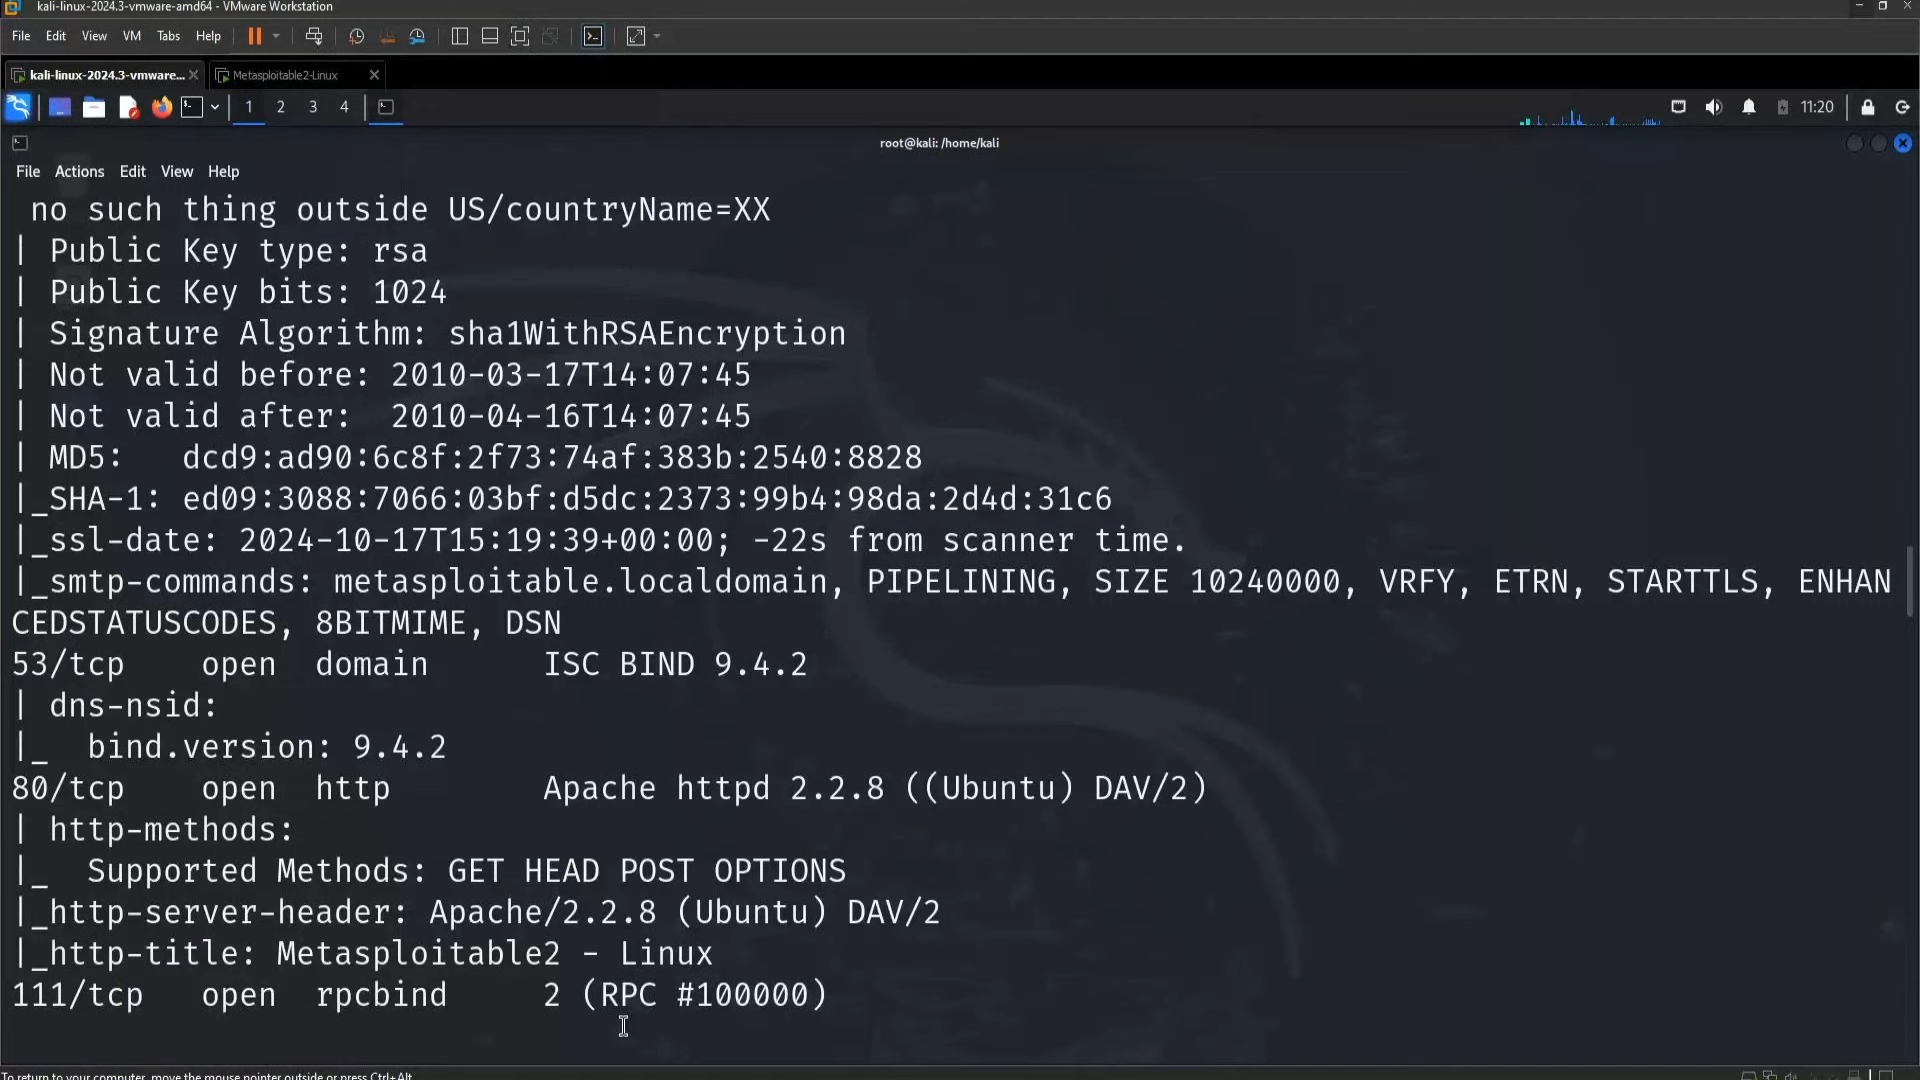 kali-linux-2024.3-vmware-amd64 - VMware Workstation
File Edit View VM Tabs Help
kali-linux-2024.3-vmware... Metasploitable2-Linux
1 2 3 4 11:20
root@kali: /home/kali
File Actions Edit View Help
no such thing outside US/countryName=XX
| Public Key type: rsa
| Public Key bits: 1024
| Signature Algorithm: sha1WithRSAEncryption
| Not valid before: 2010-03-17T14:07:45
| Not valid after:  2010-04-16T14:07:45
| MD5:   dcd9:ad90:6c8f:2f73:74af:383b:2540:8828
|_SHA-1: ed09:3088:7066:03bf:d5dc:2373:99b4:98da:2d4d:31c6
|_ssl-date: 2024-10-17T15:19:39+00:00; -22s from scanner time.
|_smtp-commands: metasploitable.localdomain, PIPELINING, SIZE 10240000, VRFY, ETRN, STARTTLS, ENHAN
CEDSTATUSCODES, 8BITMIME, DSN
53/tcp    open  domain      ISC BIND 9.4.2
| dns-nsid:
|_  bind.version: 9.4.2
80/tcp    open  http        Apache httpd 2.2.8 ((Ubuntu) DAV/2)
| http-methods:
|_  Supported Methods: GET HEAD POST OPTIONS
|_http-server-header: Apache/2.2.8 (Ubuntu) DAV/2
|_http-title: Metasploitable2 - Linux
111/tcp   open  rpcbind     2 (RPC #100000)
To return to your computer, move the mouse pointer outside or press Ctrl+Alt.